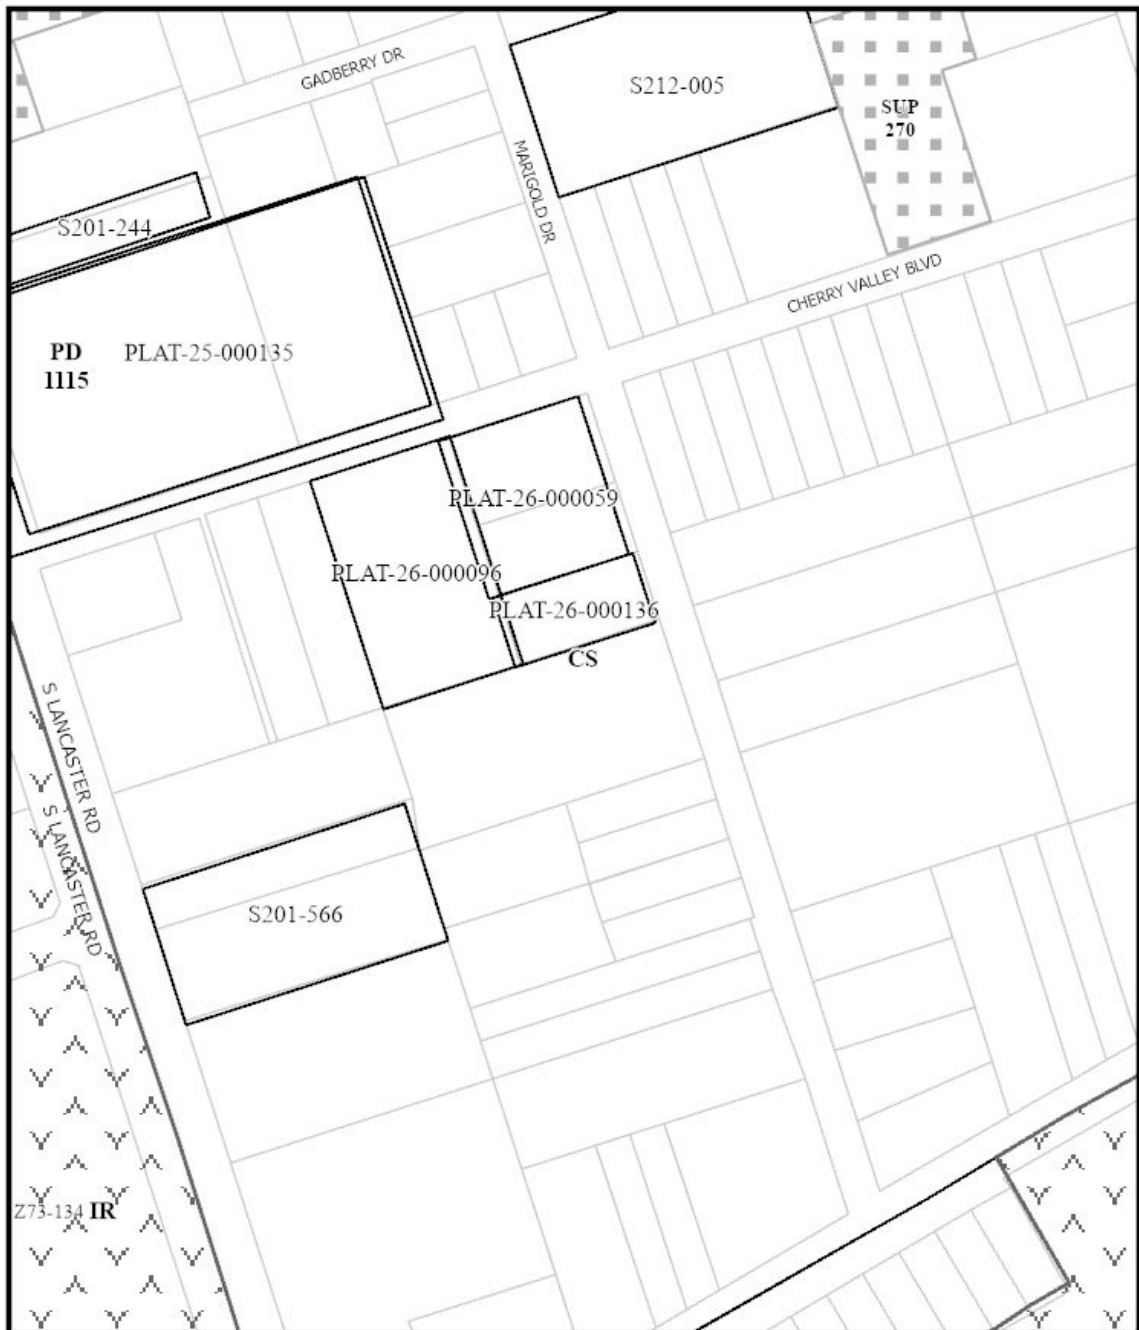 GADBERRY DR
S212-005
SUP
270
MARIGOLD DR
S201-244
CHERRY VALLEY BLVD
PD
1115
PLAT-25-000135
PLAT-26-000059
PLAT-26-000096
PLAT-26-000136
CS
S LANCASTER RD
S LANCASTER RD
S201-566
Z73-134 IR